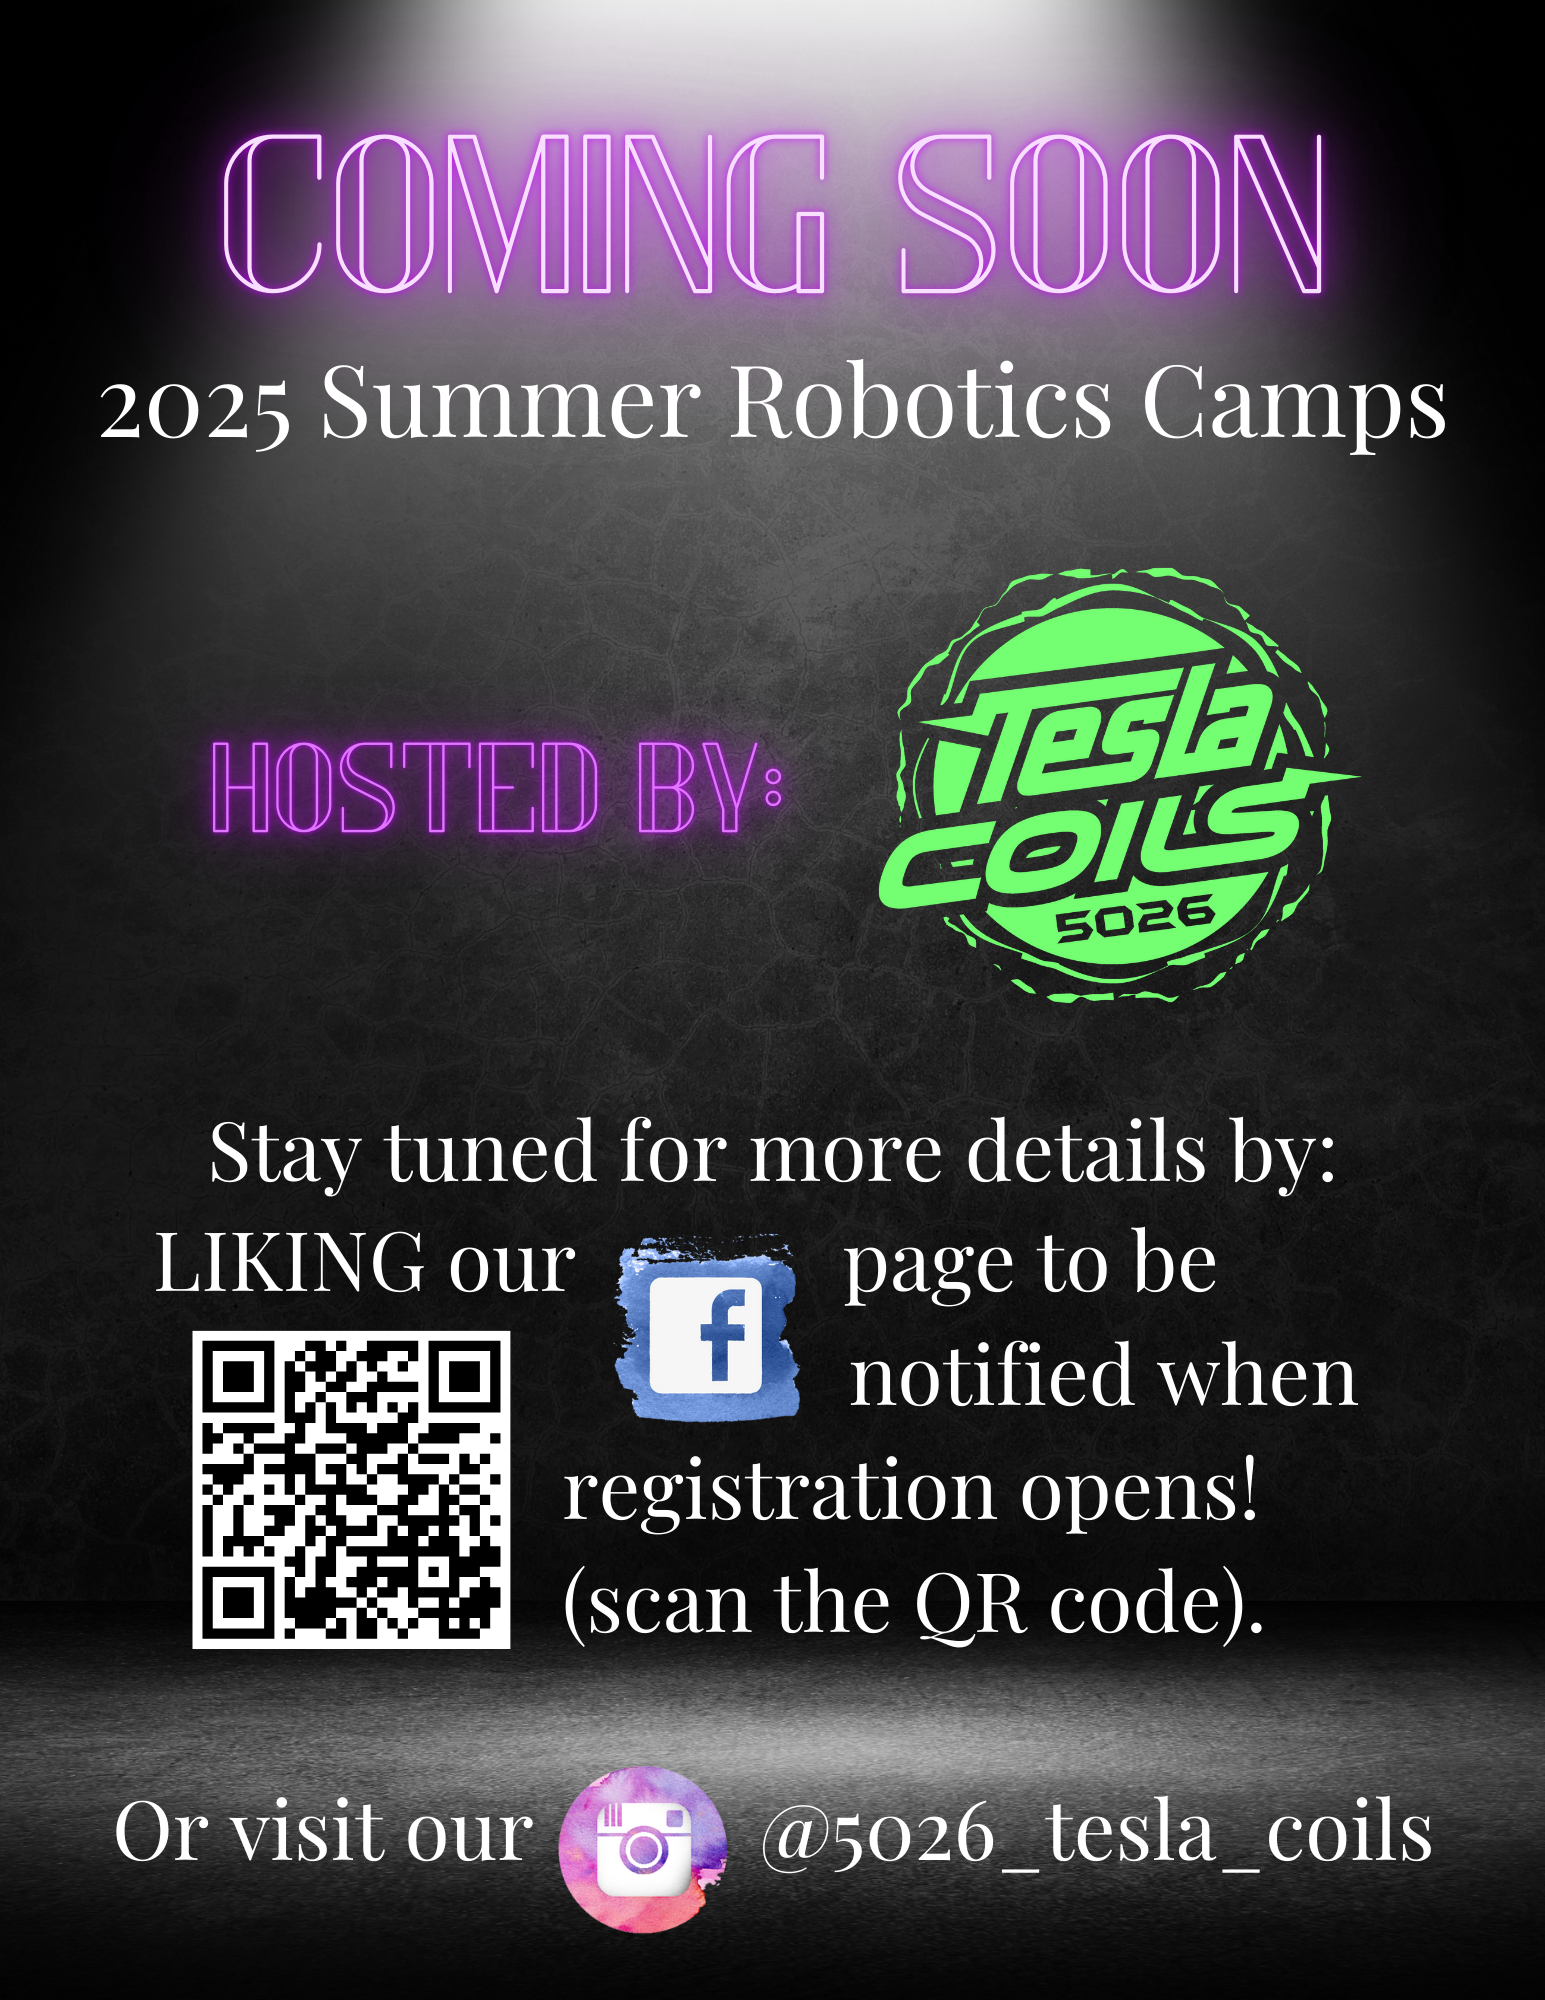 COMING SOON
2025 Summer Robotics Camps
HOSTED BY:
Tesla
COILS
5026
Stay tuned for more details by:
LIKING our f page to be
notified when
registration opens!
(scan the QR code).
Or visit our @5026_tesla_coils